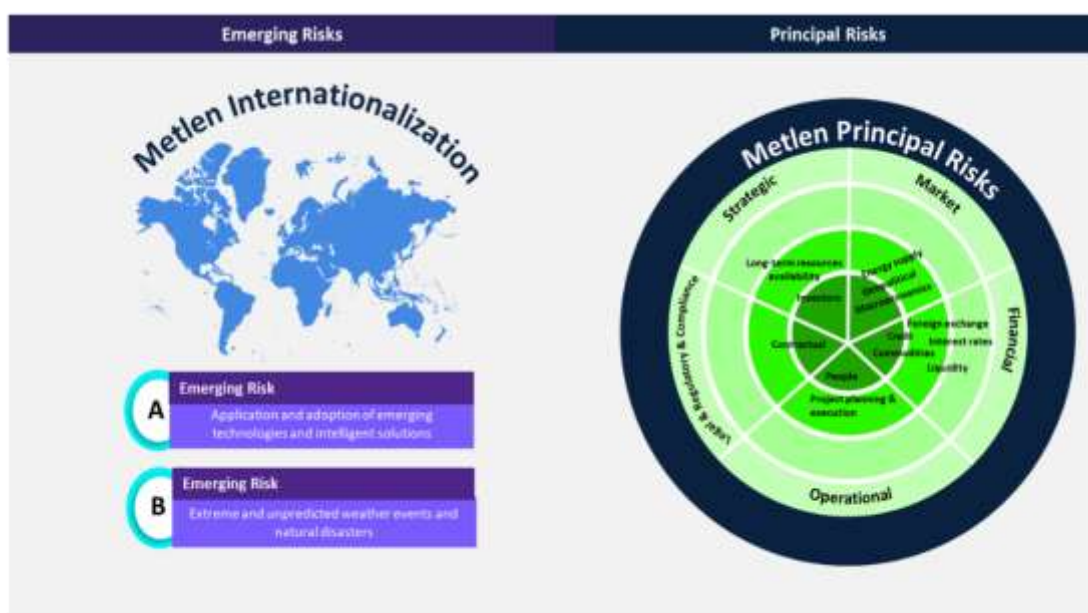 Emerging Risks
Principal Risks
Metlen Internationalization
A
Emerging Risk
Application and adoption of emerging
technologies and intelligent solutions
B
Emerging Risk
Extreme and unpredicted weather events and
natural disasters
Metlen Principal Risks
Strategic
Market
Financial
Operational
Legal & Regulatory & Compliance
Long-term resources
availability
Energy supply
Geopolitical
Macroeconomics
Foreign exchange
Credit
Interest rates
Commodities
Liquidity
Contractual
People
Project planning &
execution